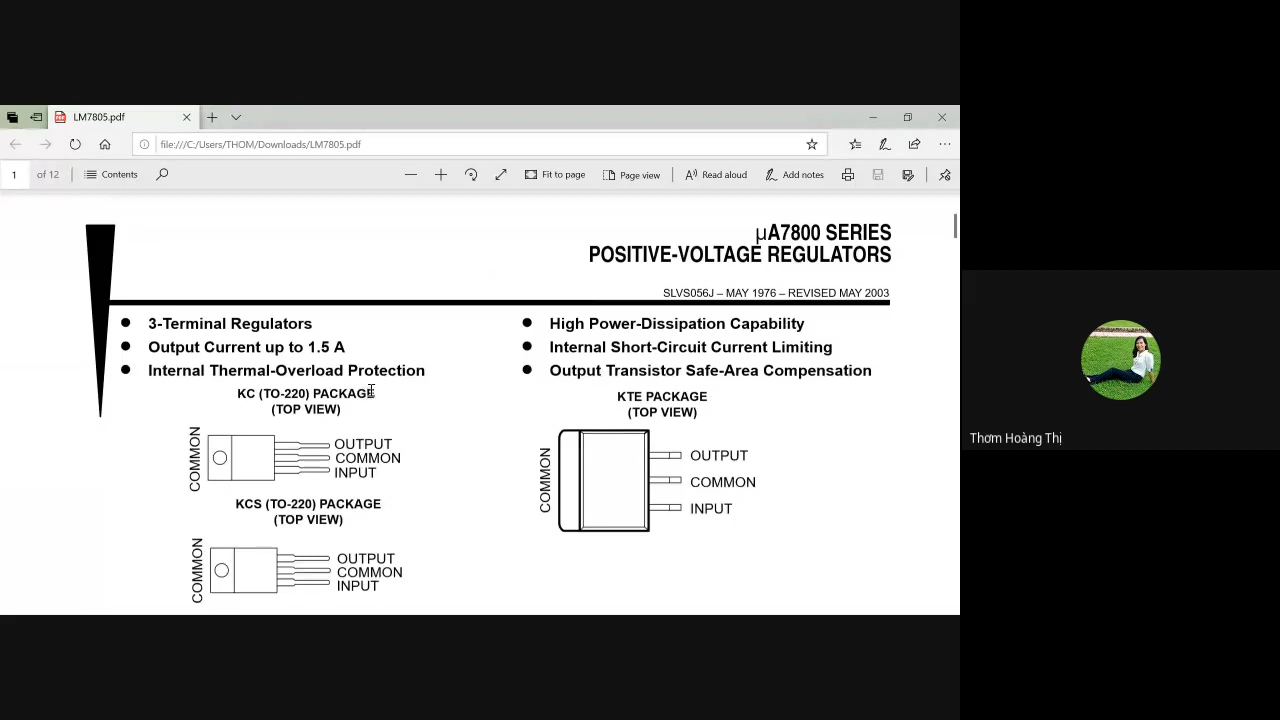 LM7805.pdf
file:///C:/Users/THOM/Downloads/LM7805.pdf
1 of 12 Contents Fit to page Page view Read aloud Add notes
µA7800 SERIES
POSITIVE-VOLTAGE REGULATORS
SLVS056J – MAY 1976 – REVISED MAY 2003
3-Terminal Regulators
Output Current up to 1.5 A
Internal Thermal-Overload Protection
High Power-Dissipation Capability
Internal Short-Circuit Current Limiting
Output Transistor Safe-Area Compensation
KC (TO-220) PACKAGE
(TOP VIEW)
COMMON
OUTPUT
COMMON
INPUT
KCS (TO-220) PACKAGE
(TOP VIEW)
COMMON
OUTPUT
COMMON
INPUT
KTE PACKAGE
(TOP VIEW)
COMMON
OUTPUT
COMMON
INPUT
Thơm Hoàng Thị